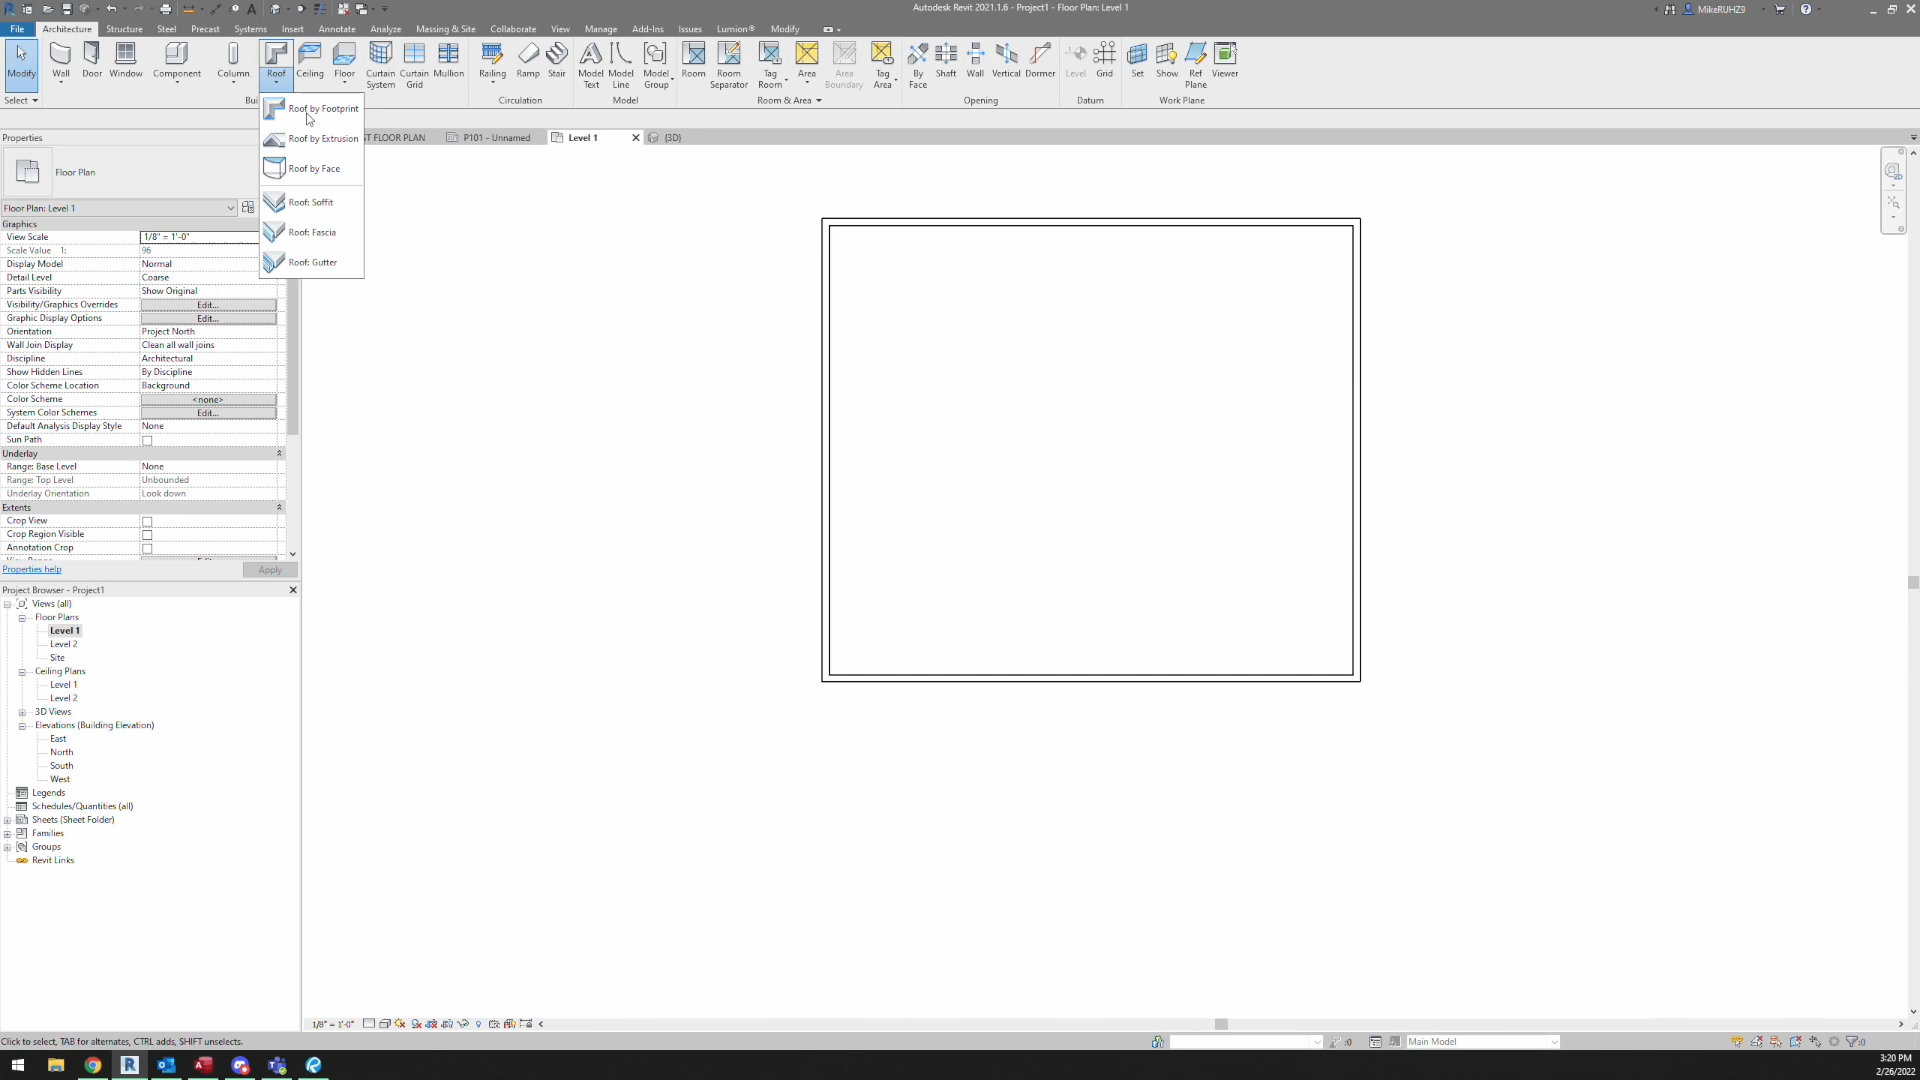 Autodesk Revit 2021.1.6 - Project1 - Floor Plan: Level 1
MikeRUHZ9
File Architecture Structure Steel Precast Systems Insert Annotate Analyze Massing & Site Collaborate View Manage Add-Ins Issues Lumion® Modify
Modify Wall Door Window Component Column Roof Ceiling Floor Curtain System Curtain Grid Mullion Railing Ramp Stair Model Text Model Line Model Group Room Room Separator Tag Room Area Area Boundary Tag Area By Face Shaft Wall Vertical Dormer Level Grid Set Show Ref Plane Viewer
Select Bui Circulation Model Room & Area Opening Datum Work Plane
Roof by Footprint
Roof by Extrusion
Roof by Face
Roof: Soffit
Roof: Fascia
Roof: Gutter
Properties
ST FLOOR PLAN P101 - Unnamed Level 1 {3D}
Floor Plan
Floor Plan: Level 1
Graphics
View Scale 1/8" = 1'-0"
Scale Value 1: 96
Display Model Normal
Detail Level Coarse
Parts Visibility Show Original
Visibility/Graphics Overrides Edit...
Graphic Display Options Edit...
Orientation Project North
Wall Join Display Clean all wall joins
Discipline Architectural
Show Hidden Lines By Discipline
Color Scheme Location Background
Color Scheme <none>
System Color Schemes Edit...
Default Analysis Display Style None
Sun Path
Underlay
Range: Base Level None
Range: Top Level Unbounded
Underlay Orientation Look down
Extents
Crop View
Crop Region Visible
Annotation Crop
Properties help Apply
Project Browser - Project1
Views (all)
Floor Plans
Level 1
Level 2
Site
Ceiling Plans
Level 1
Level 2
3D Views
Elevations (Building Elevation)
East
North
South
West
Legends
Schedules/Quantities (all)
Sheets (Sheet Folder)
Families
Groups
Revit Links
1/8" = 1'-0"
Click to select, TAB for alternates, CTRL adds, SHIFT unselects. :0 Main Model :0
3:20 PM
2/26/2022